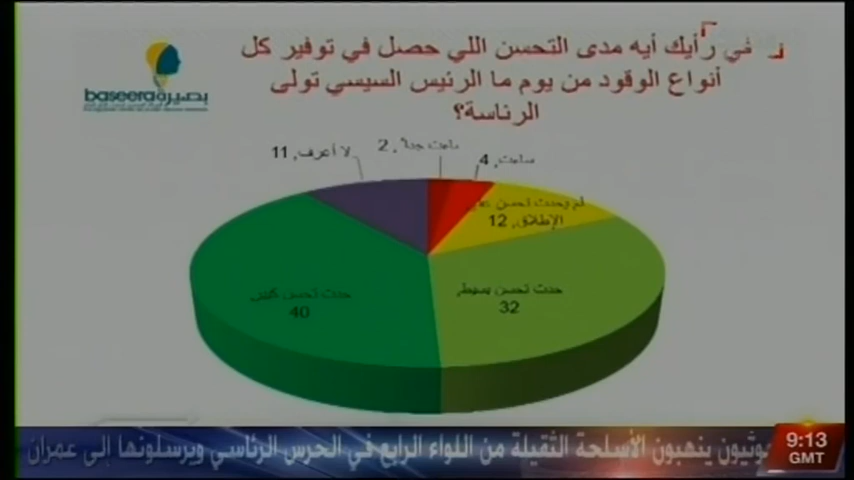 في رأيك أيه مدى التحسن اللي حصل في توفير كل
أنواع الوقود من يوم ما الرئيس السيسي تولى
الرئاسة؟
baseera بصيرة
لا أعرف, 11
ساءت جدا, 2
ساءت, 4
لم يحدث تحسن على
الإطلاق, 12
حدث تحسن بسيط,
32
حدث تحسن كبير,
40
ينهبون الأسلحة الثقيلة من اللواء الرابع في الحرس الرئاسي ويرسلونها إلى عمران
9:13
GMT